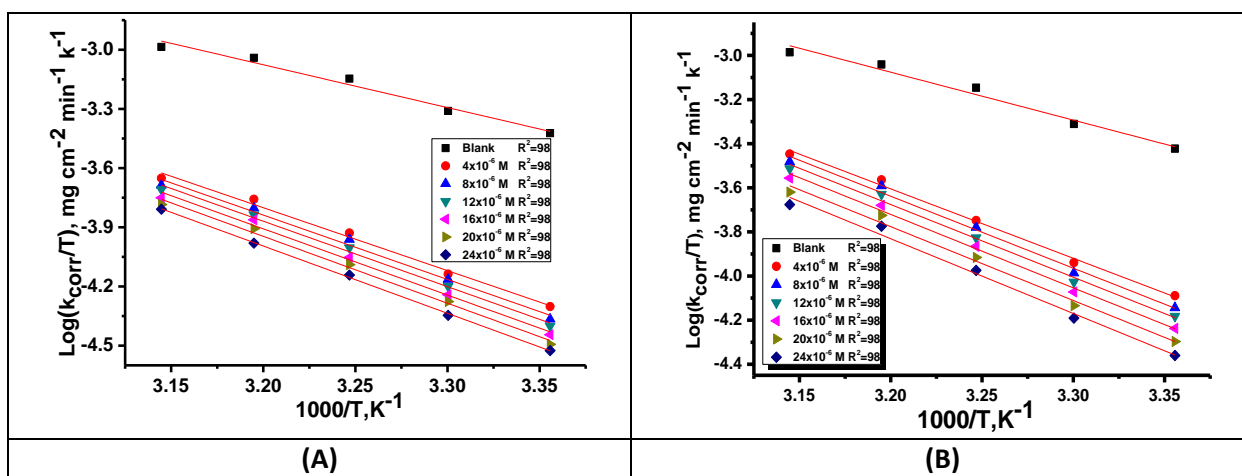 Log(k_corr/T), mg cm⁻² min⁻¹ k⁻¹
-3.0
-3.3
-3.6
-3.9
-4.2
-4.5
Blank R²=98
4x10⁻⁶ M R²=98
8x10⁻⁶ M R²=98
12x10⁻⁶ M R²=98
16x10⁻⁶ M R²=98
20x10⁻⁶ M R²=98
24x10⁻⁶ M R²=98
3.15 3.20 3.25 3.30 3.35
1000/T,K⁻¹
(A)
Log(k_corr/T), mg cm⁻² min⁻¹ k⁻¹
-3.0
-3.2
-3.4
-3.6
-3.8
-4.0
-4.2
-4.4
Blank R²=98
4x10⁻⁶ M R²=98
8x10⁻⁶ M R²=98
12x10⁻⁶ M R²=98
16x10⁻⁶ M R²=98
20x10⁻⁶ M R²=98
24x10⁻⁶ M R²=98
3.15 3.20 3.25 3.30 3.35
1000/T,K⁻¹
(B)